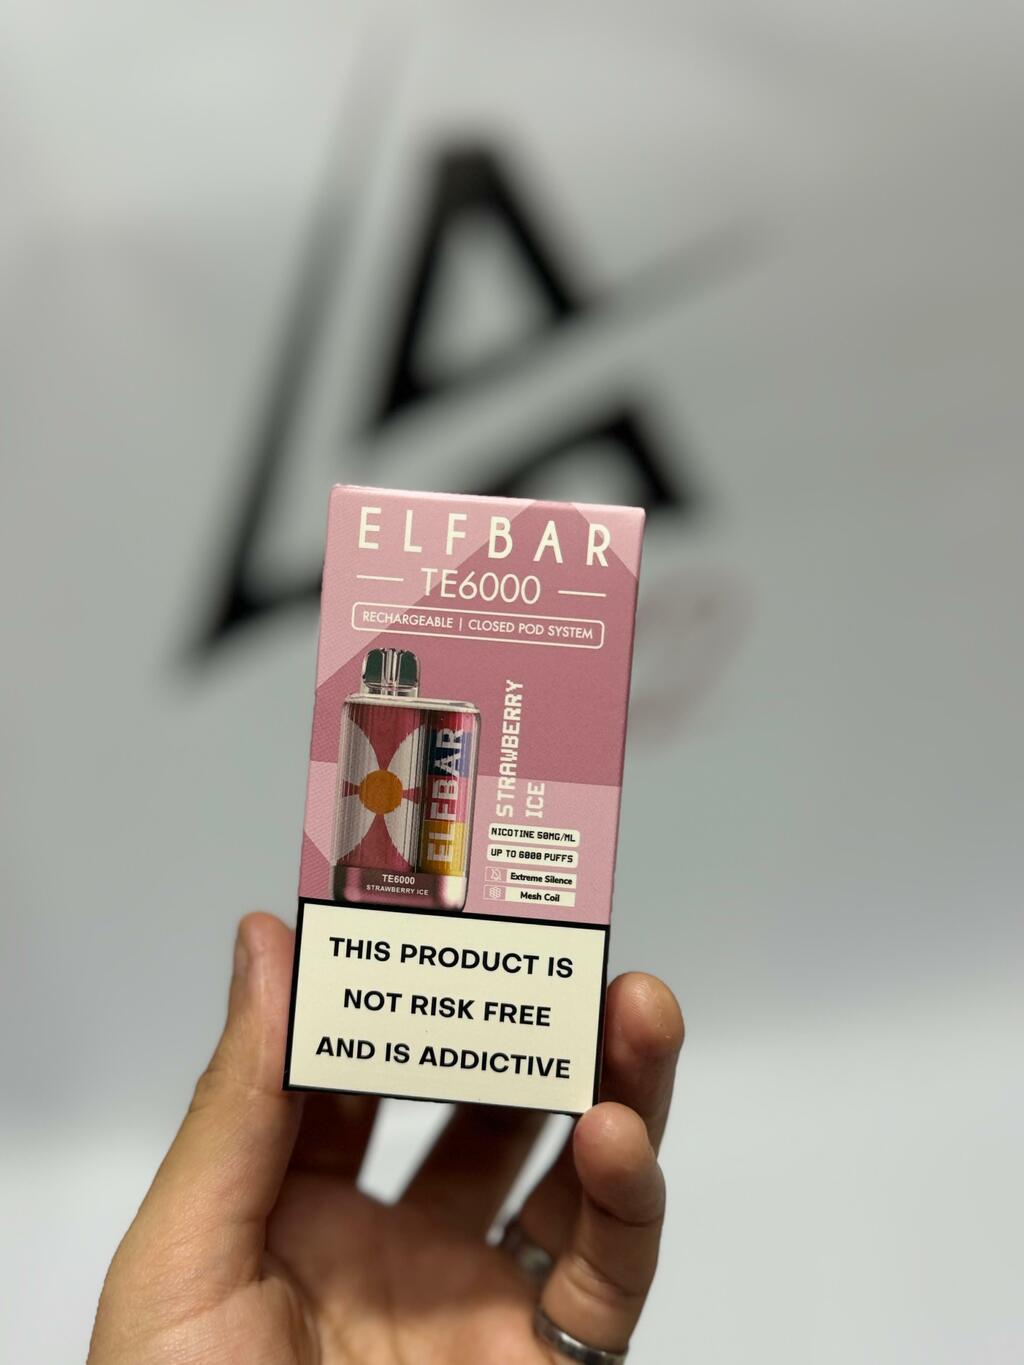 ELFBAR
TE6000
RECHARGEABLE | CLOSED POD SYSTEM
STRAWBERRY
ICE
ELFBAR
TE6000
STRAWBERRY ICE
NICOTINE 50MG/ML
UP TO 6000 PUFFS
Extreme Silence
Mesh Coil
THIS PRODUCT IS
NOT RISK FREE
AND IS ADDICTIVE